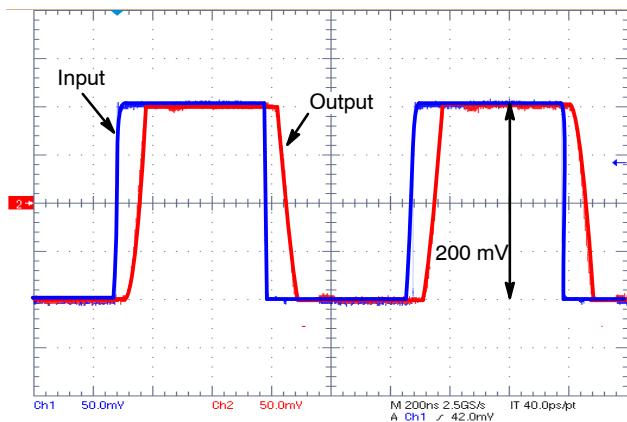 Input
Output
2
200 mV
Ch1 50.0mV Ch2 50.0mV M 200ns 2.5GS/s IT 40.0ps/pt
A Ch1 ∕ 42.0mV